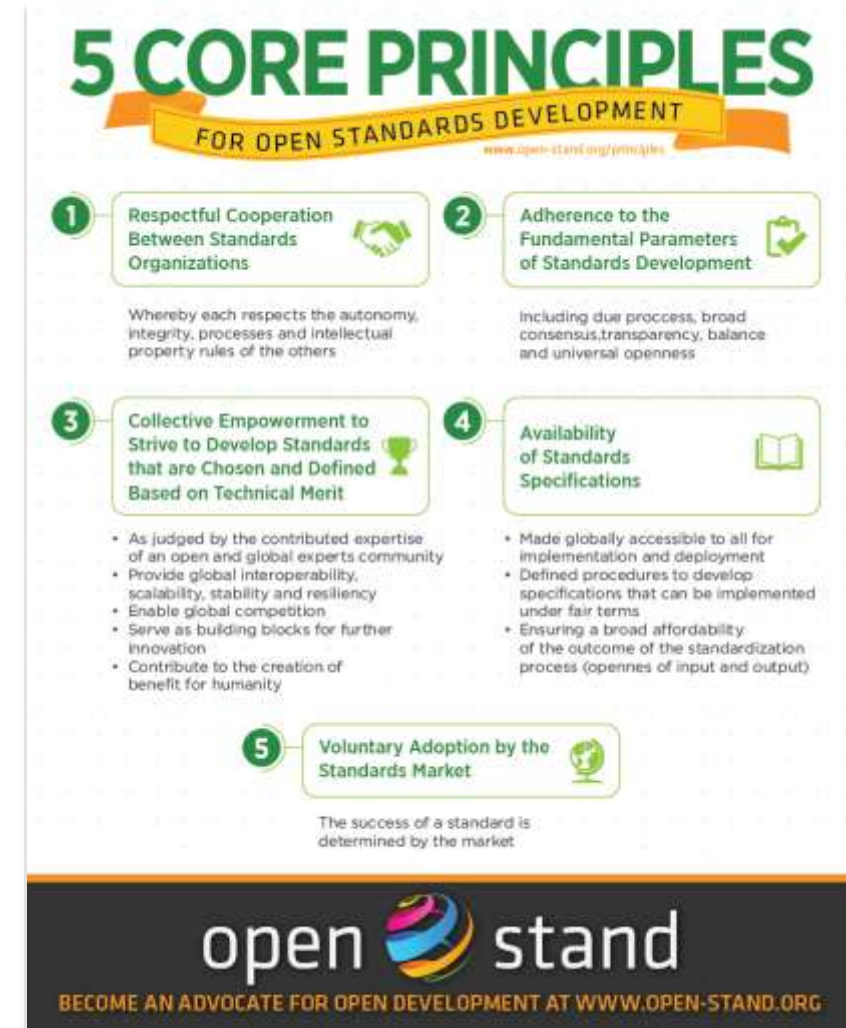 5 CORE PRINCIPLES
FOR OPEN STANDARDS DEVELOPMENT
www.open-stand.org/principles
1
Respectful Cooperation
Between Standards
Organizations
Whereby each respects the autonomy,
integrity, processes and intellectual
property rules of the others
2
Adherence to the
Fundamental Parameters
of Standards Development
Including due proccess, broad
consensus,transparency, balance
and universal openness
3
Collective Empowerment to
Strive to Develop Standards
that are Chosen and Defined
Based on Technical Merit
• As judged by the contributed expertise
of an open and global experts community
• Provide global interoperability,
scalability, stability and resiliency
• Enable global competition
• Serve as building blocks for further
innovation
• Contribute to the creation of
benefit for humanity
4
Availability
of Standards
Specifications
• Made globally accessible to all for
implementation and deployment
• Defined procedures to develop
specifications that can be implemented
under fair terms
• Ensuring a broad affordability
of the outcome of the standardization
process (opennes of input and output)
5
Voluntary Adoption by the
Standards Market
The success of a standard is
determined by the market
open stand
BECOME AN ADVOCATE FOR OPEN DEVELOPMENT AT WWW.OPEN-STAND.ORG